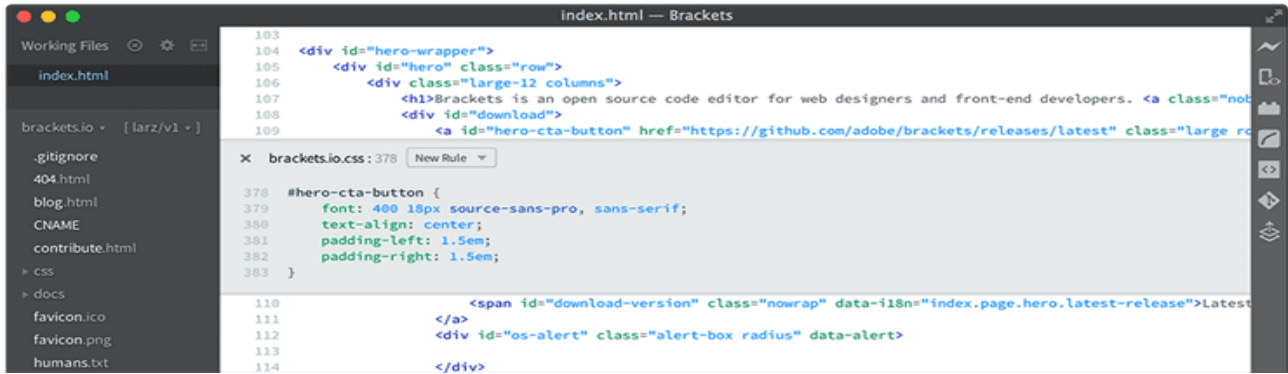 index.html — Brackets
Working Files
index.html
brackets.io [ larz/v1 ]
.gitignore
404.html
blog.html
CNAME
contribute.html
css
docs
favicon.ico
favicon.png
humans.txt
103
104 <div id="hero-wrapper">
105 <div id="hero" class="row">
106 <div class="large-12 columns">
107 <h1>Brackets is an open source code editor for web designers and front-end developers. <a class="nob
108 <div id="download">
109 <a id="hero-cta-button" href="https://github.com/adobe/brackets/releases/latest" class="large ro
× brackets.io.css : 378 New Rule
378 #hero-cta-button {
379 font: 400 18px source-sans-pro, sans-serif;
380 text-align: center;
381 padding-left: 1.5em;
382 padding-right: 1.5em;
383 }
110 <span id="download-version" class="nowrap" data-i18n="index.page.hero.latest-release">Latest
111 </a>
112 <div id="os-alert" class="alert-box radius" data-alert>
113
114 </div>